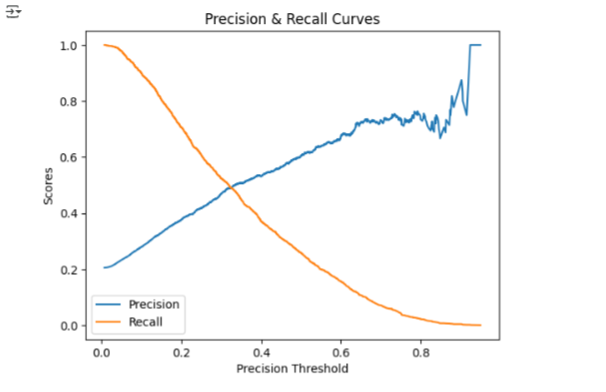 Precision & Recall Curves
1.0
0.8
0.6
0.4
0.2
0.0
Scores
Precision
Recall
0.0 0.2 0.4 0.6 0.8
Precision Threshold